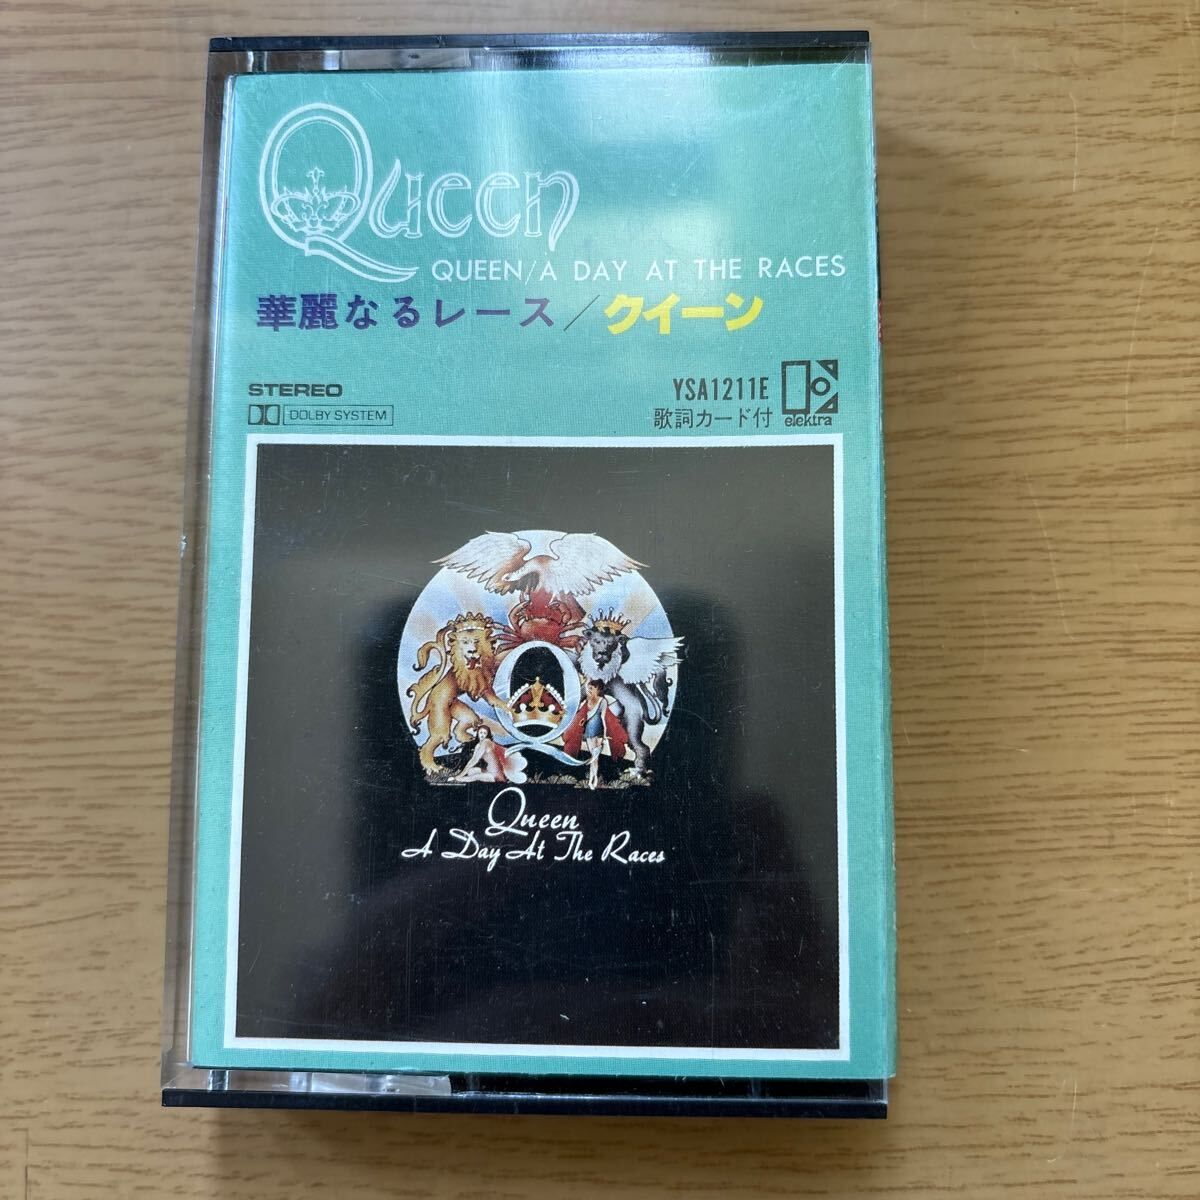 Queen
QUEEN/A DAY AT THE RACES
華麗なるレース/クイーン
STEREO
DOLBY SYSTEM
YSA1211E
歌詞カード付
elektra
Queen
A Day At The Races